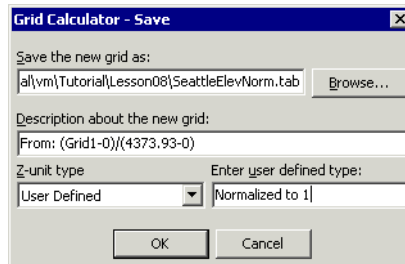 Grid Calculator - Save
Save the new grid as:
al\vm\Tutorial\Lesson08\SeattleElevNorm.tab
Browse...
Description about the new grid:
From: (Grid1-0)/(4373.93-0)
Z-unit type
Enter user defined type:
User Defined
Normalized to 1
OK
Cancel